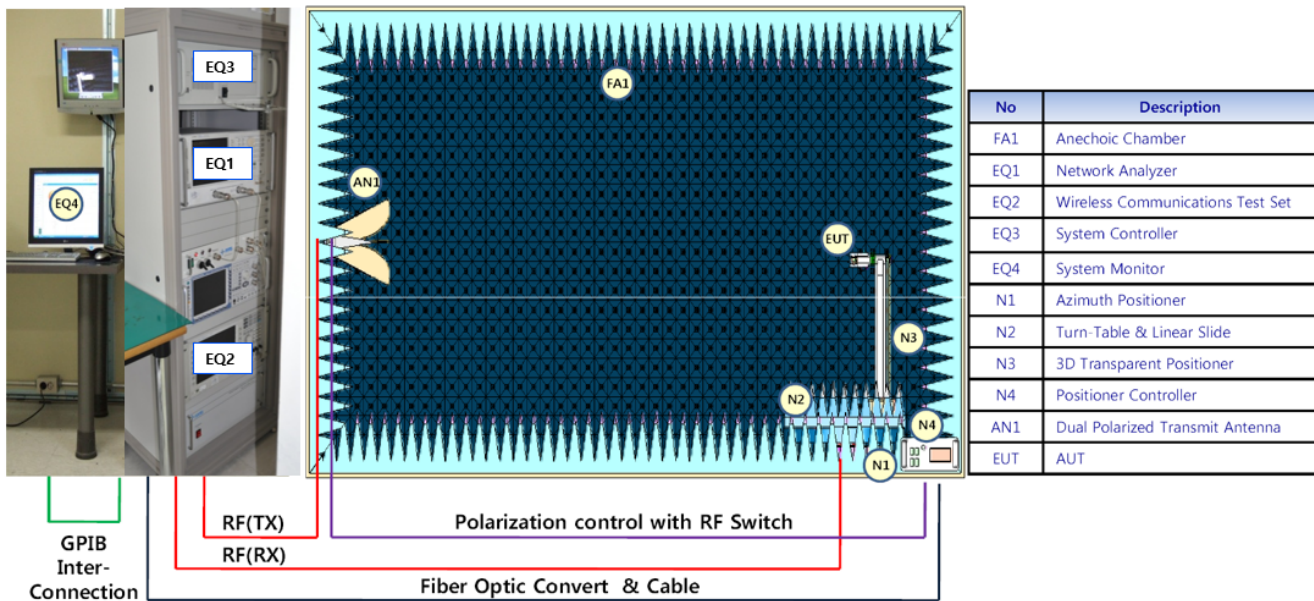 EQ3
EQ1
EQ4
EQ2
FA1
AN1
EUT
N3
N2
N4
N1
No Description
FA1 Anechoic Chamber
EQ1 Network Analyzer
EQ2 Wireless Communications Test Set
EQ3 System Controller
EQ4 System Monitor
N1 Azimuth Positioner
N2 Turn-Table & Linear Slide
N3 3D Transparent Positioner
N4 Positioner Controller
AN1 Dual Polarized Transmit Antenna
EUT AUT
RF(TX)
Polarization control with RF Switch
RF(RX)
Fiber Optic Convert & Cable
GPIB
Inter-
Connection